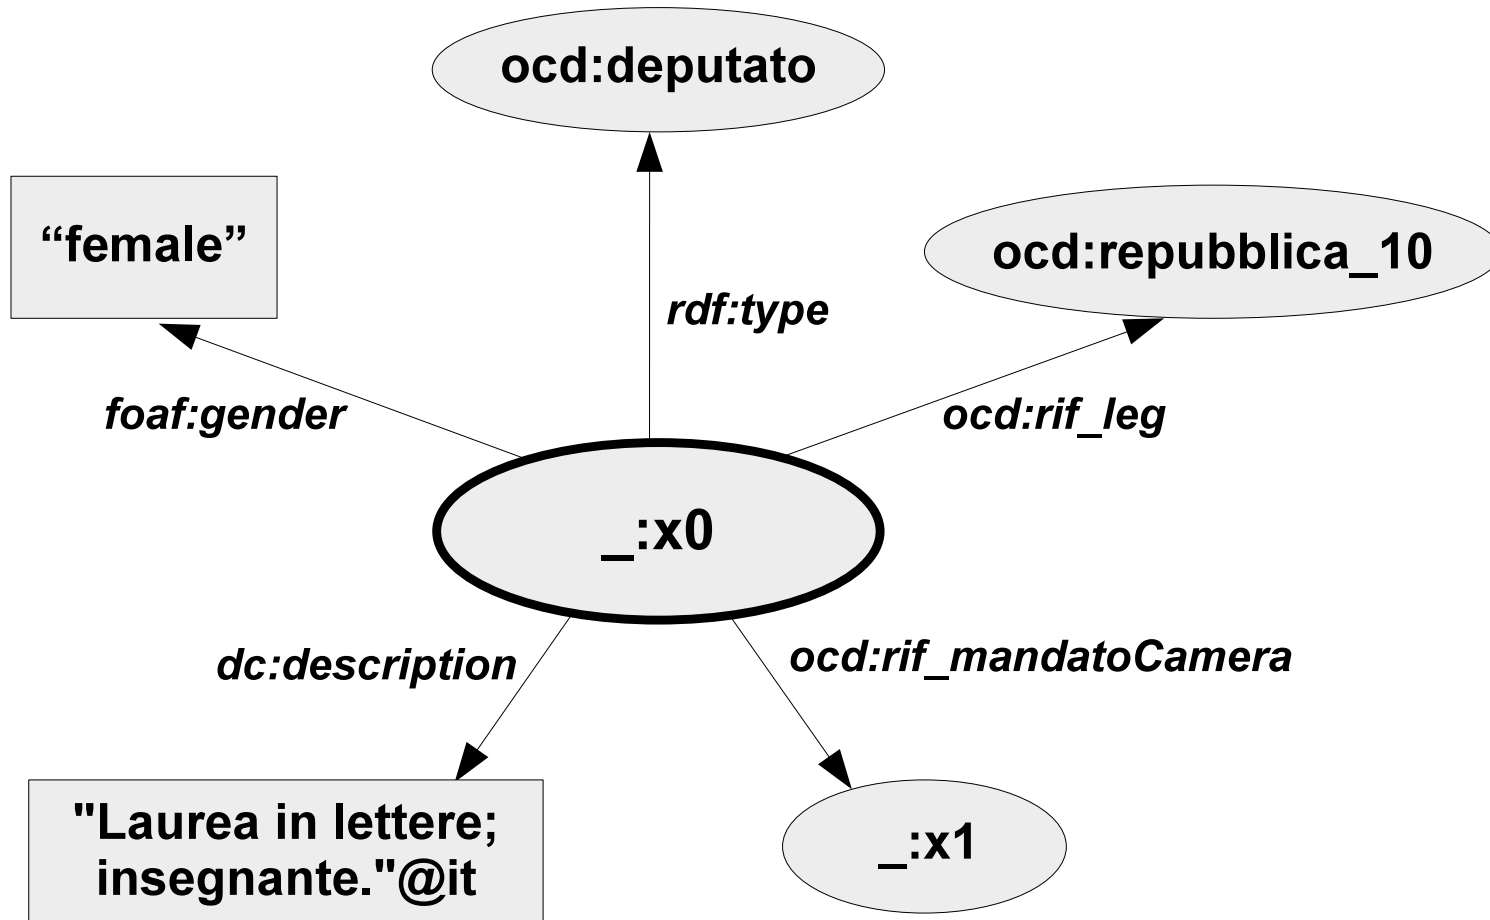 ocd:deputato
“female”
ocd:repubblica_10
rdf:type
foaf:gender
ocd:rif_leg
_:x0
dc:description
ocd:rif_mandatoCamera
"Laurea in lettere;
insegnante."@it
_:x1